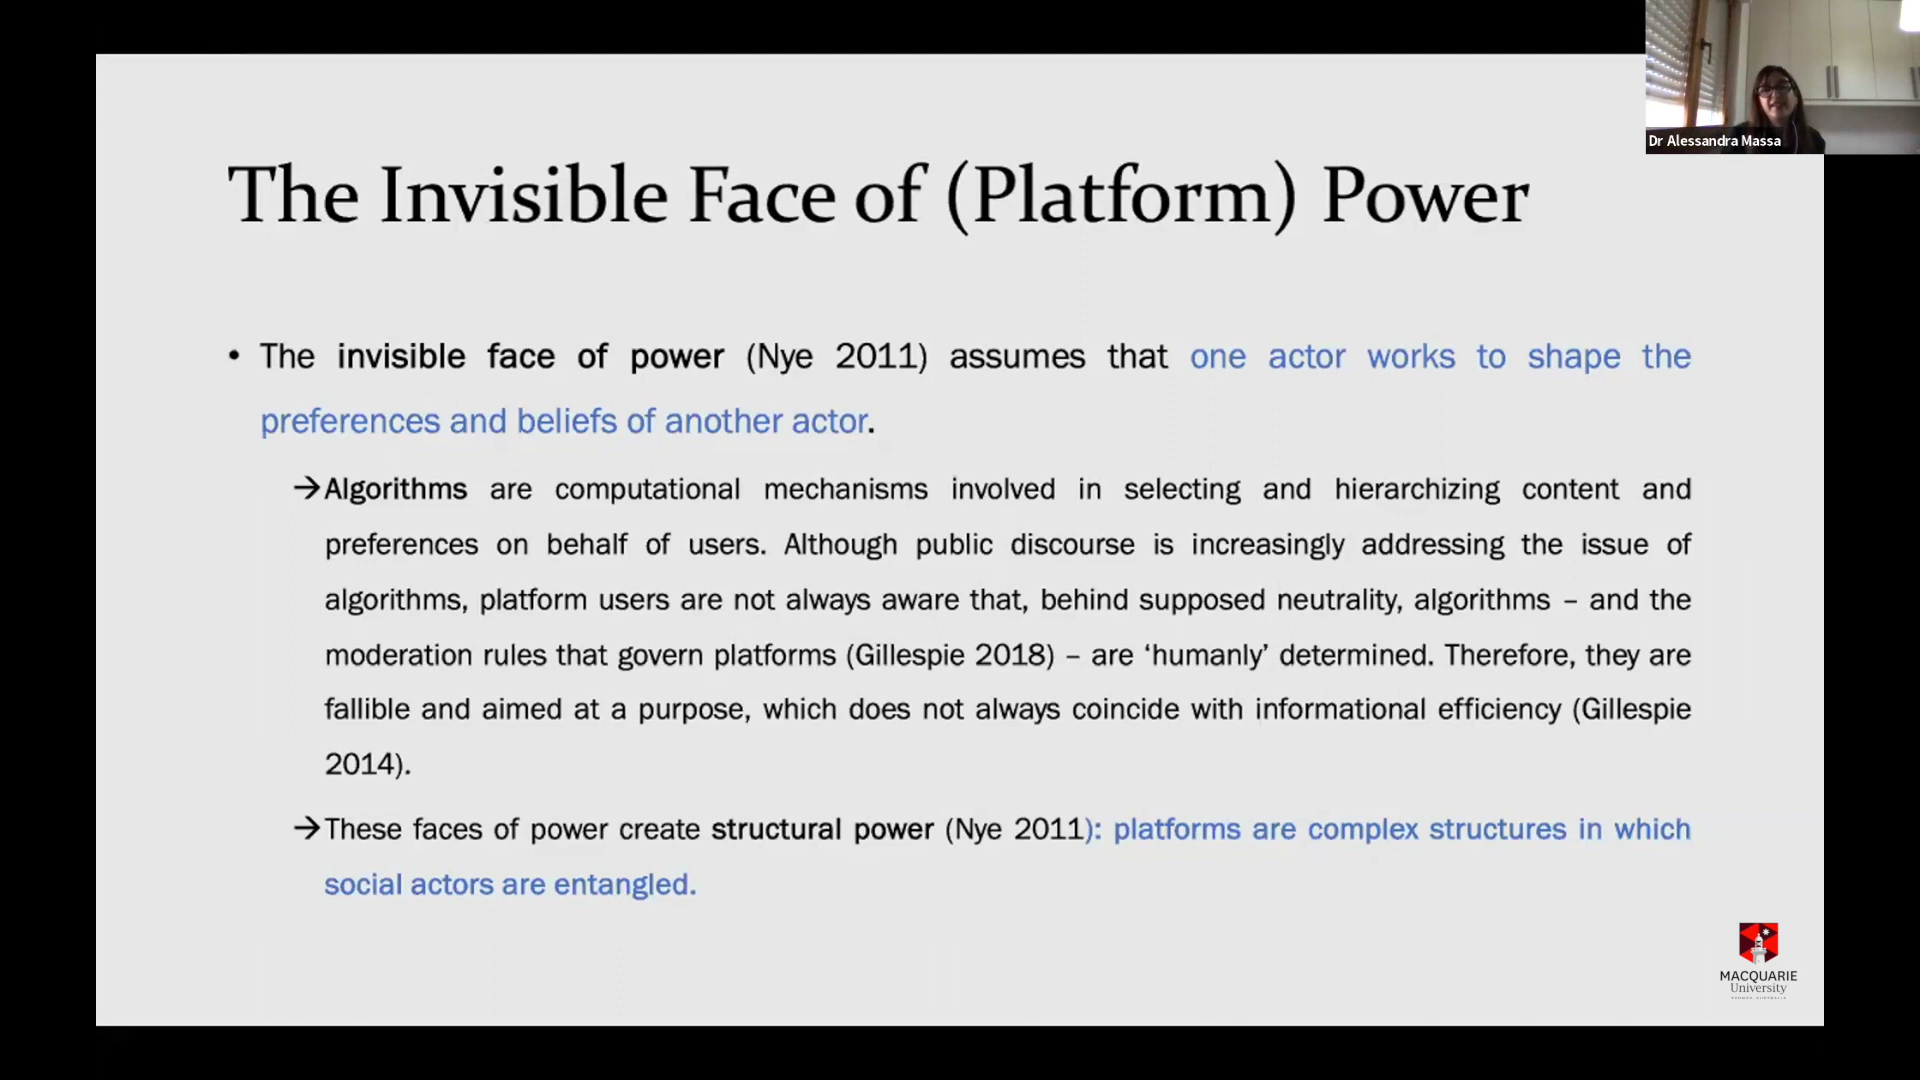 Dr Alessandra Massa
The Invisible Face of (Platform) Power
• The invisible face of power (Nye 2011) assumes that one actor works to shape the
preferences and beliefs of another actor.
→Algorithms are computational mechanisms involved in selecting and hierarchizing content and
preferences on behalf of users. Although public discourse is increasingly addressing the issue of
algorithms, platform users are not always aware that, behind supposed neutrality, algorithms – and the
moderation rules that govern platforms (Gillespie 2018) – are ‘humanly’ determined. Therefore, they are
fallible and aimed at a purpose, which does not always coincide with informational efficiency (Gillespie
2014).
→These faces of power create structural power (Nye 2011): platforms are complex structures in which
social actors are entangled.
MACQUARIE
University